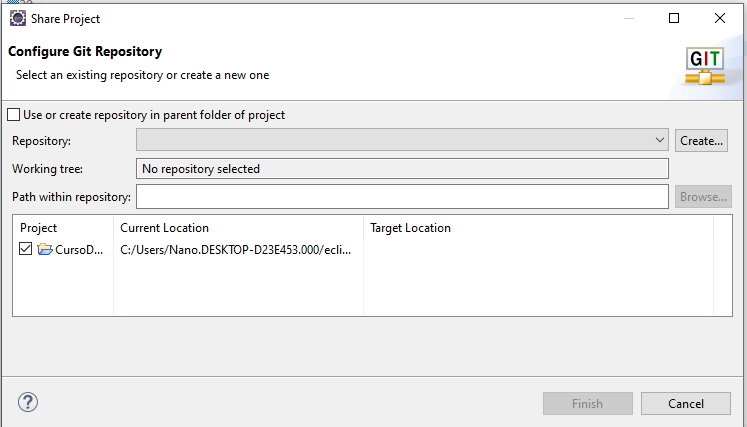 Share Project
Configure Git Repository
Select an existing repository or create a new one
GIT
Use or create repository in parent folder of project
Repository:
Create...
Working tree: No repository selected
Path within repository:
Browse...
Project Current Location Target Location
CursoD... C:/Users/Nano.DESKTOP-D23E453.000/ecli...
?
Finish Cancel